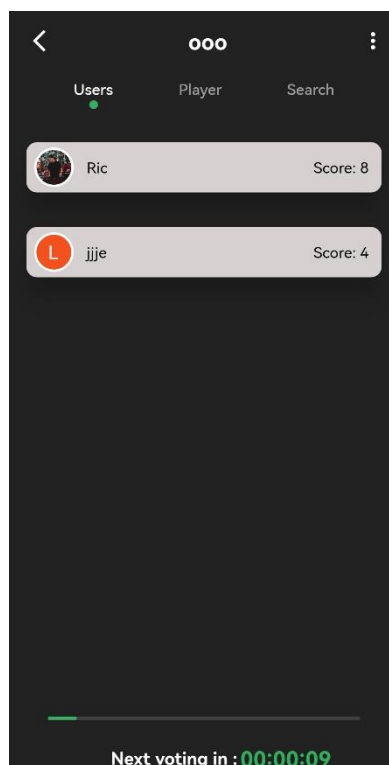 ooo
Users Player Search
Ric Score: 8
L jjje Score: 4
Next voting in : 00:00:09